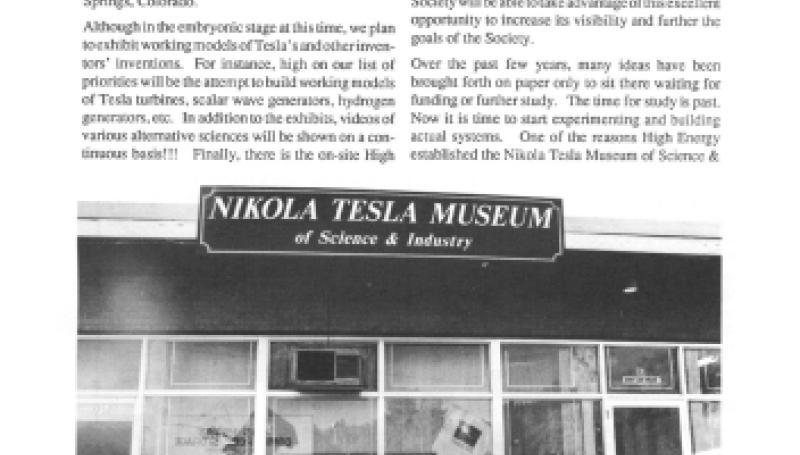 Springs, Colorado.
Although in the embryonic stage at this time, we plan
to exhibit working models of Tesla's and other inven-
tors' inventions. For instance, high on our list of
priorities will be the attempt to build working models
of Tesla turbines, scalar wave generators, hydrogen
generators, etc. In addition to the exhibits, videos of
various alternative sciences will be shown on a con-
tinuous basis!!! Finally, there is the on-site High
Society will be able to take advantage of this excellent
opportunity to increase its visibility and further the
goals of the Society.
Over the past few years, many ideas have been
brought forth on paper only to sit there waiting for
funding or further study. The time for study is past.
Now it is time to start experimenting and building
actual systems. One of the reasons High Energy
established the Nikola Tesla Museum of Science &
NIKOLA TESLA MUSEUM
of Science & Industry